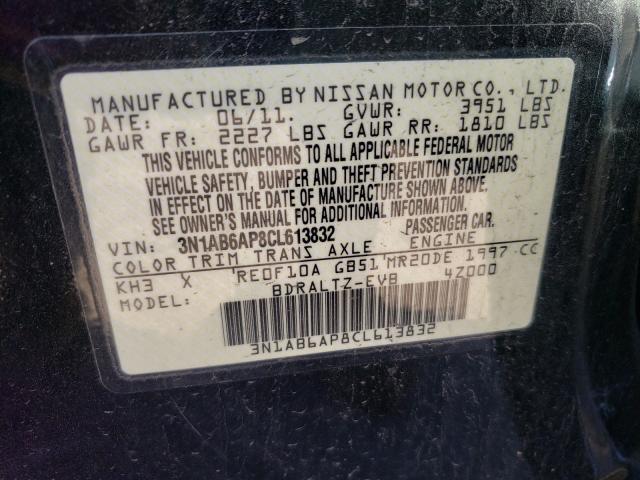 MANUFACTURED BY NISSAN MOTOR CO., LTD.
DATE: 06/11. GVWR: 3951 LBS
GAWR FR: 2227 LBS GAWR RR: 1810 LBS
THIS VEHICLE CONFORMS TO ALL APPLICABLE FEDERAL MOTOR
VEHICLE SAFETY, BUMPER AND THEFT PREVENTION STANDARDS
IN EFFECT ON THE DATE OF MANUFACTURE SHOWN ABOVE.
SEE OWNER'S MANUAL FOR ADDITIONAL INFORMATION.
VIN: 3N1AB6AP8CL613832 PASSENGER CAR.
COLOR TRIM TRANS AXLE ENGINE
KH3 X RE0F10A GB51 MR20DE 1997 CC
MODEL: BDRALTZ-EVB 4Z000
3N1AB6AP8CL613832